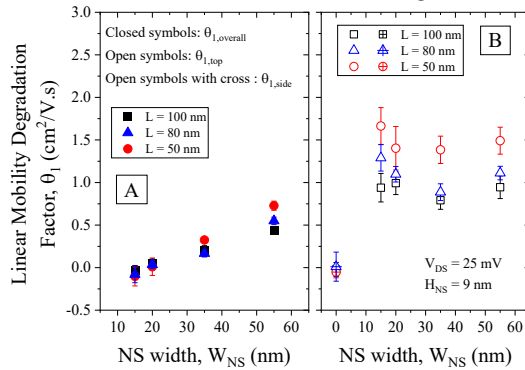 Linear Mobility Degradation
Factor, θ1 (cm²/V.s)
3.0
2.5
2.0
1.5
1.0
0.5
0.0
-0.5
Closed symbols: θ1,overall
Open symbols: θ1,top
Open symbols with cross : θ1,side
L = 100 nm
L = 80 nm
L = 50 nm
A
10 20 30 40 50 60
NS width, WNS (nm)
L = 100 nm
L = 80 nm
L = 50 nm
B
VDS = 25 mV
HNS = 9 nm
0 10 20 30 40 50 60
NS width, WNS (nm)